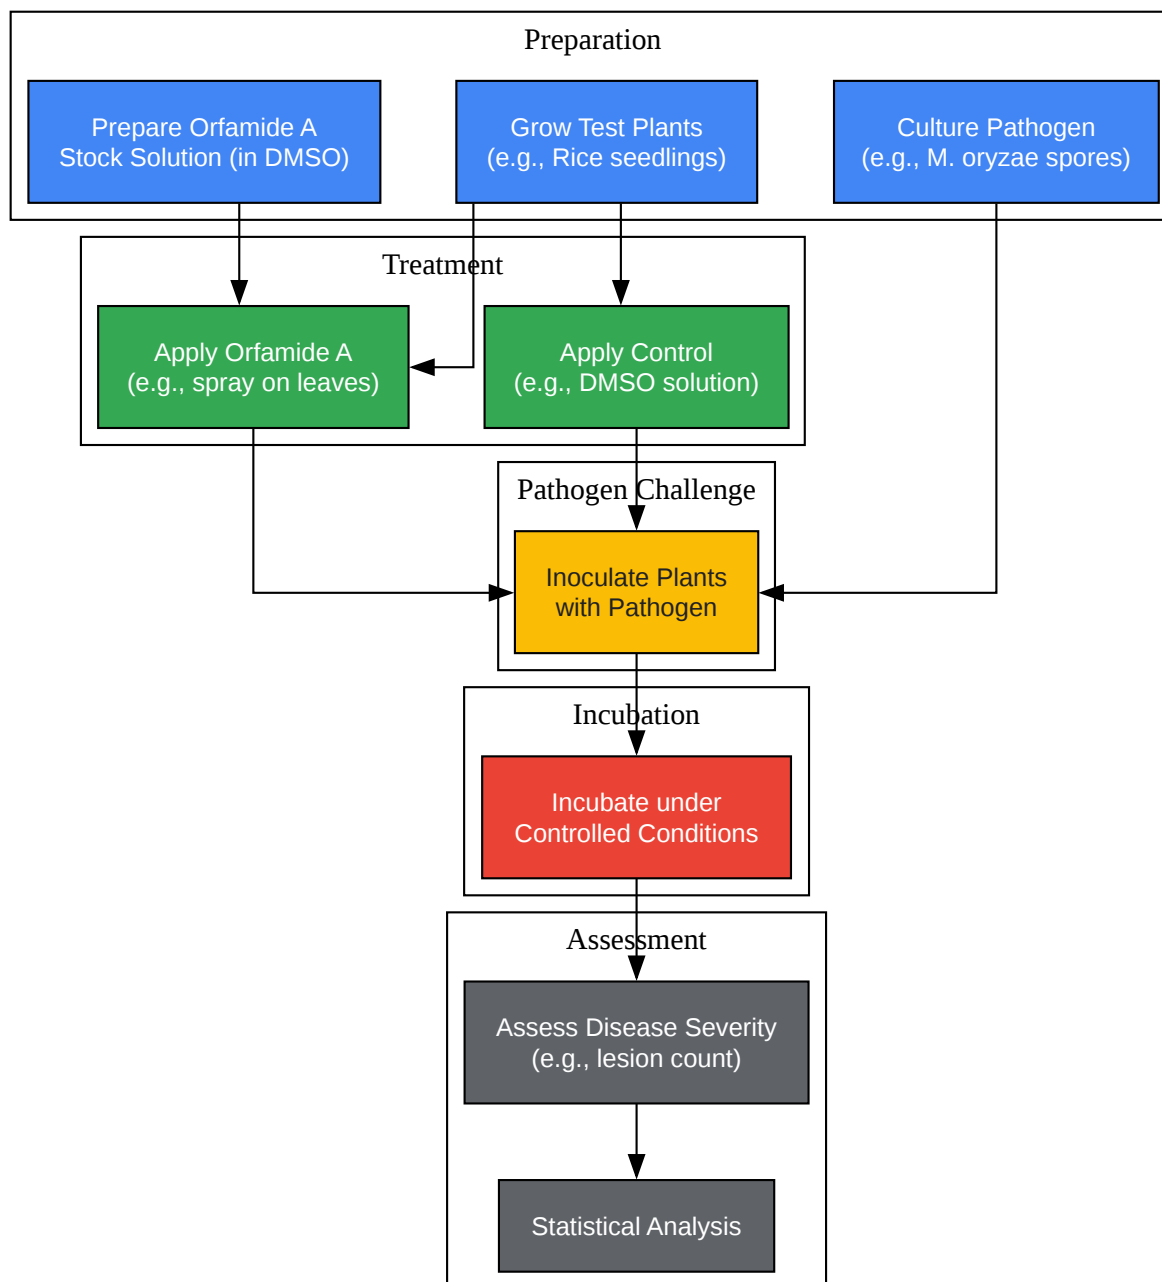 Preparation
Prepare Orfamide A
Stock Solution (in DMSO)
Grow Test Plants
(e.g., Rice seedlings)
Culture Pathogen
(e.g., M. oryzae spores)
Treatment
Apply Orfamide A
(e.g., spray on leaves)
Apply Control
(e.g., DMSO solution)
Pathogen Challenge
Inoculate Plants
with Pathogen
Incubation
Incubate under
Controlled Conditions
Assessment
Assess Disease Severity
(e.g., lesion count)
Statistical Analysis